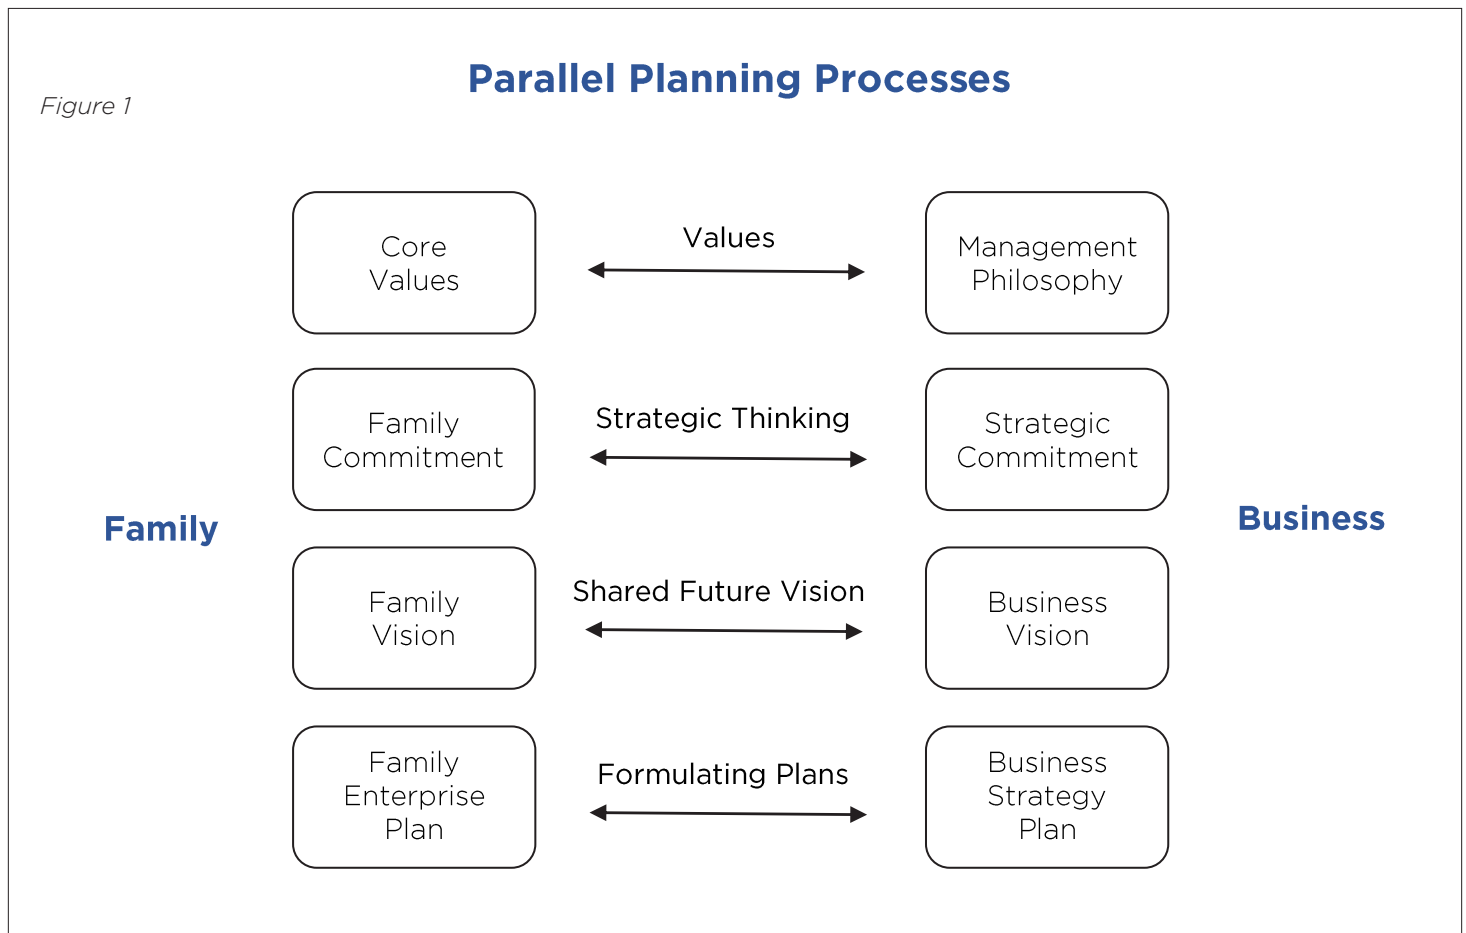 Parallel Planning Processes
Figure 1
Core
Values
Values
Management
Philosophy
Family
Commitment
Strategic Thinking
Strategic
Commitment
Family
Business
Family
Vision
Shared Future Vision
Business
Vision
Family
Enterprise
Plan
Formulating Plans
Business
Strategy
Plan